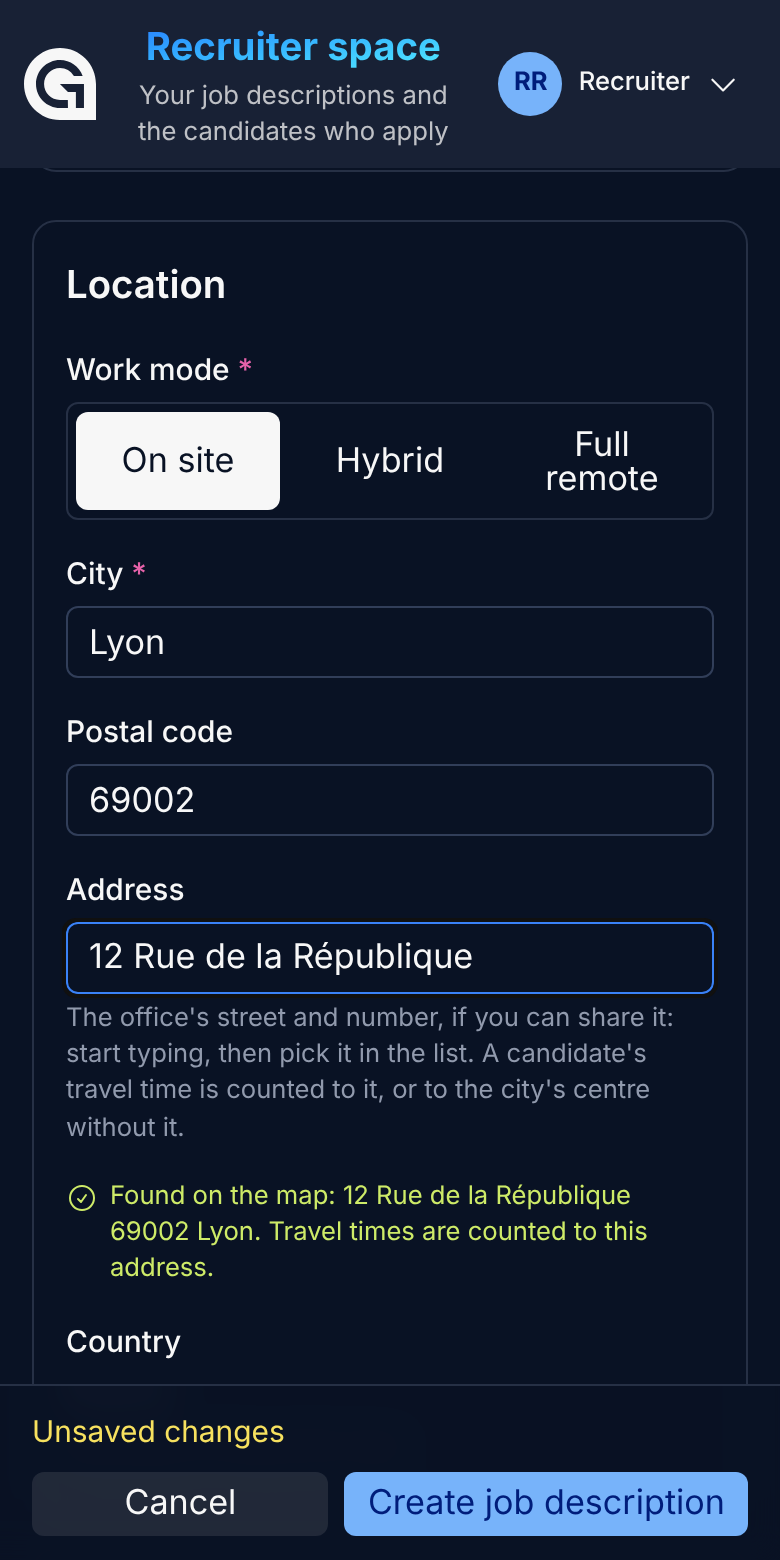 Recruiter space
Your job descriptions and
the candidates who apply
RR
Recruiter
Location
Work mode *
On site
Hybrid
Full
remote
City *
Lyon
Postal code
69002
Address
12 Rue de la République
The office's street and number, if you can share it:
start typing, then pick it in the list. A candidate's
travel time is counted to it, or to the city's centre
without it.
Found on the map: 12 Rue de la République
69002 Lyon. Travel times are counted to this
address.
Country
Unsaved changes
Cancel
Create job description